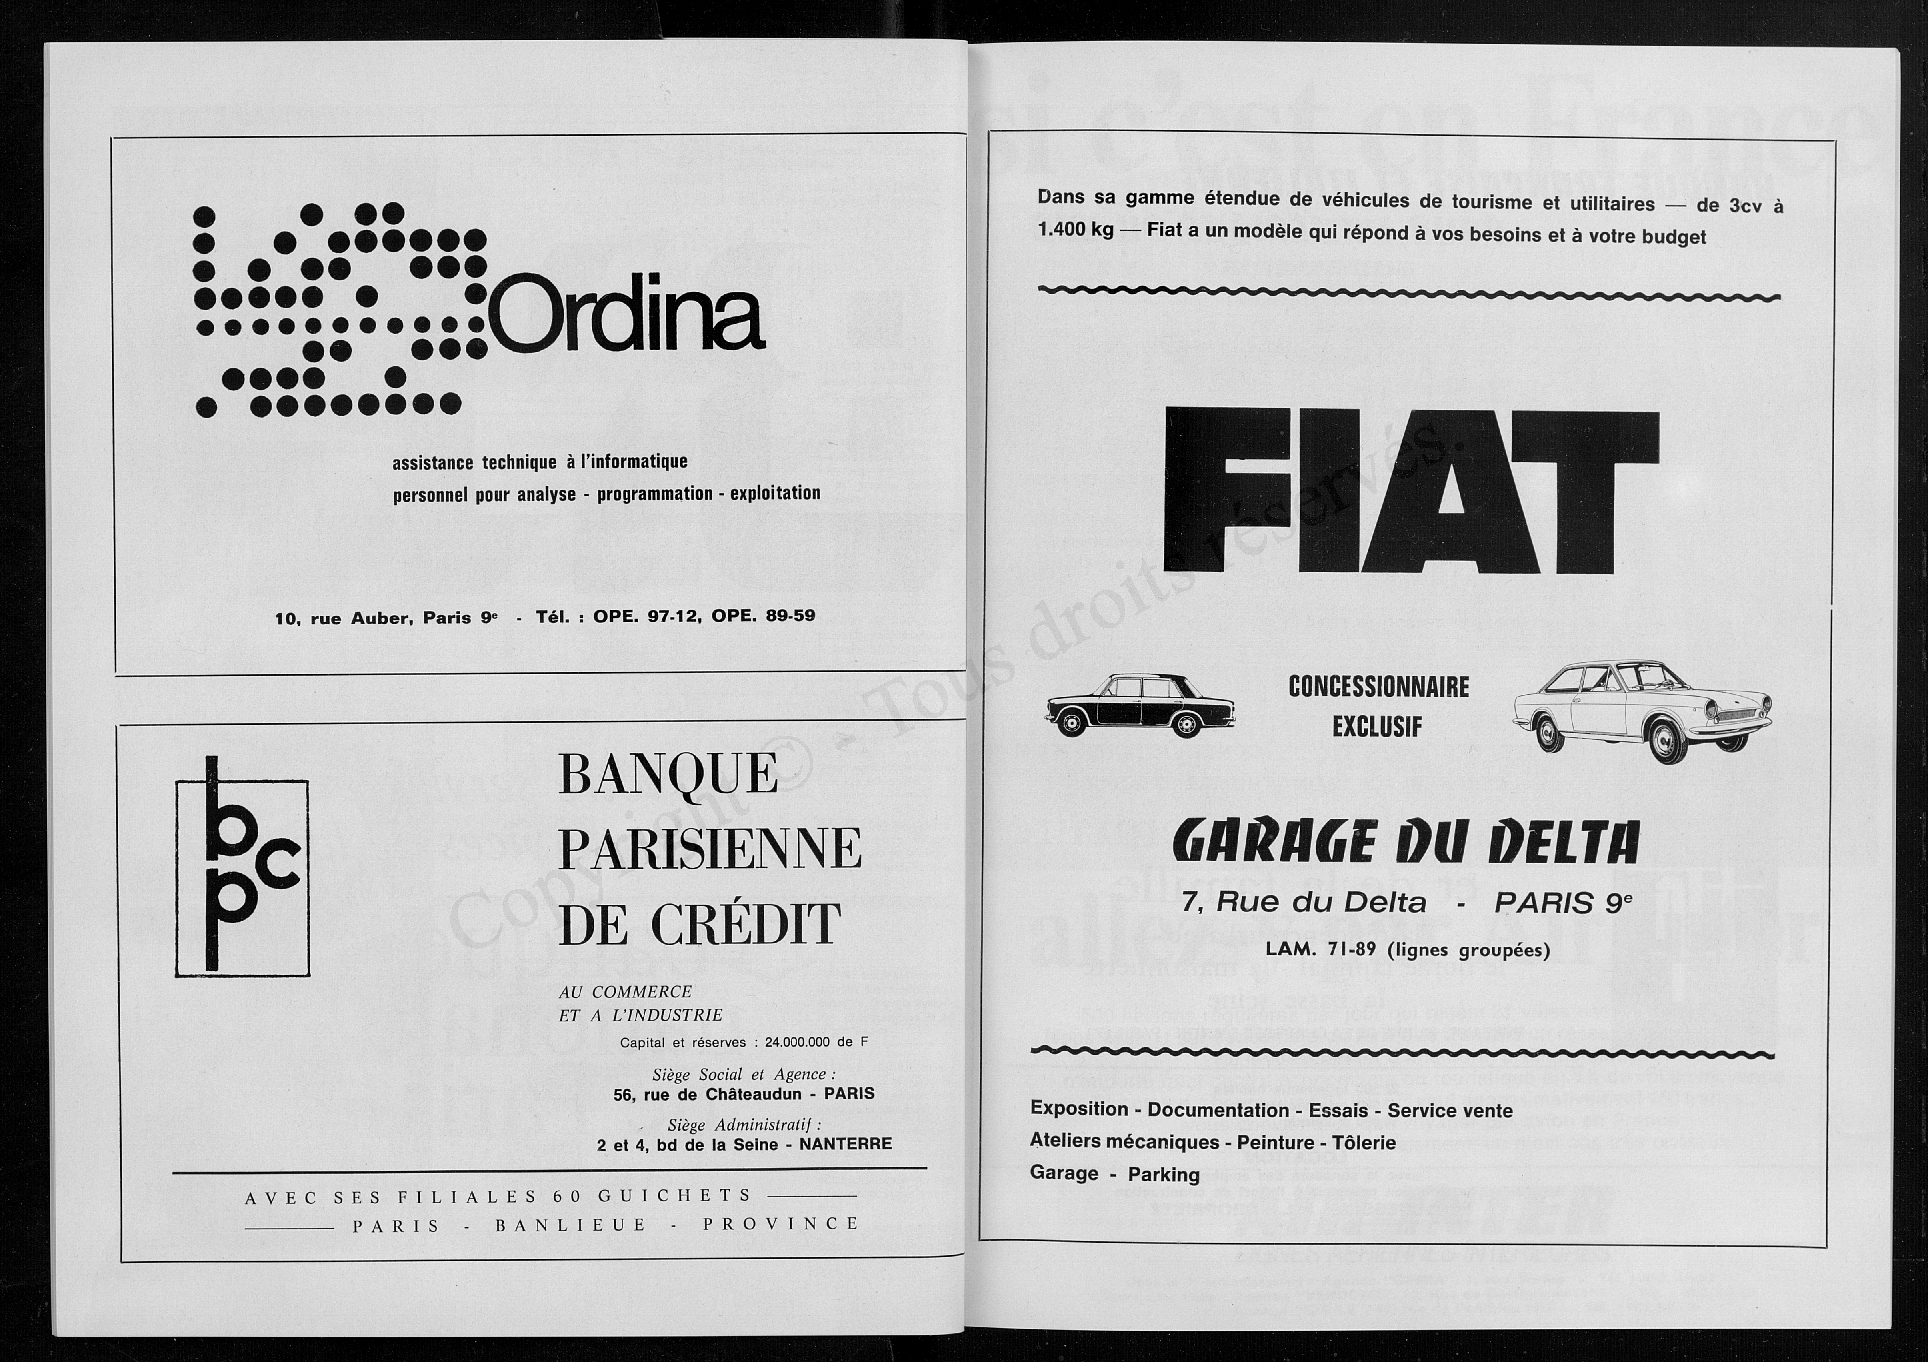 Ordina
assistance technique à l'informatique
personnel pour analyse - programmation - exploitation
10, rue Auber, Paris 9e - Tél. : OPE. 97-12, OPE. 89-59
bcp
BANQUE
PARISIENNE
DE CRÉDIT
AU COMMERCE
ET A L'INDUSTRIE
Capital et réserves : 24.000.000 de F
Siège Social et Agence :
56, rue de Châteaudun - PARIS
Siège Administratif :
2 et 4, bd de la Seine - NANTERRE
AVEC SES FILIALES 60 GUICHETS
PARIS - BANLIEUE - PROVINCE
Dans sa gamme étendue de véhicules de tourisme et utilitaires — de 3cv à
1.400 kg — Fiat a un modèle qui répond à vos besoins et à votre budget
FIAT
CONCESSIONNAIRE
EXCLUSIF
GARAGE DU DELTA
7, Rue du Delta - PARIS 9e
LAM. 71-89 (lignes groupées)
Exposition - Documentation - Essais - Service vente
Ateliers mécaniques - Peinture - Tôlerie
Garage - Parking
Copyright © - Tous droits réservés.